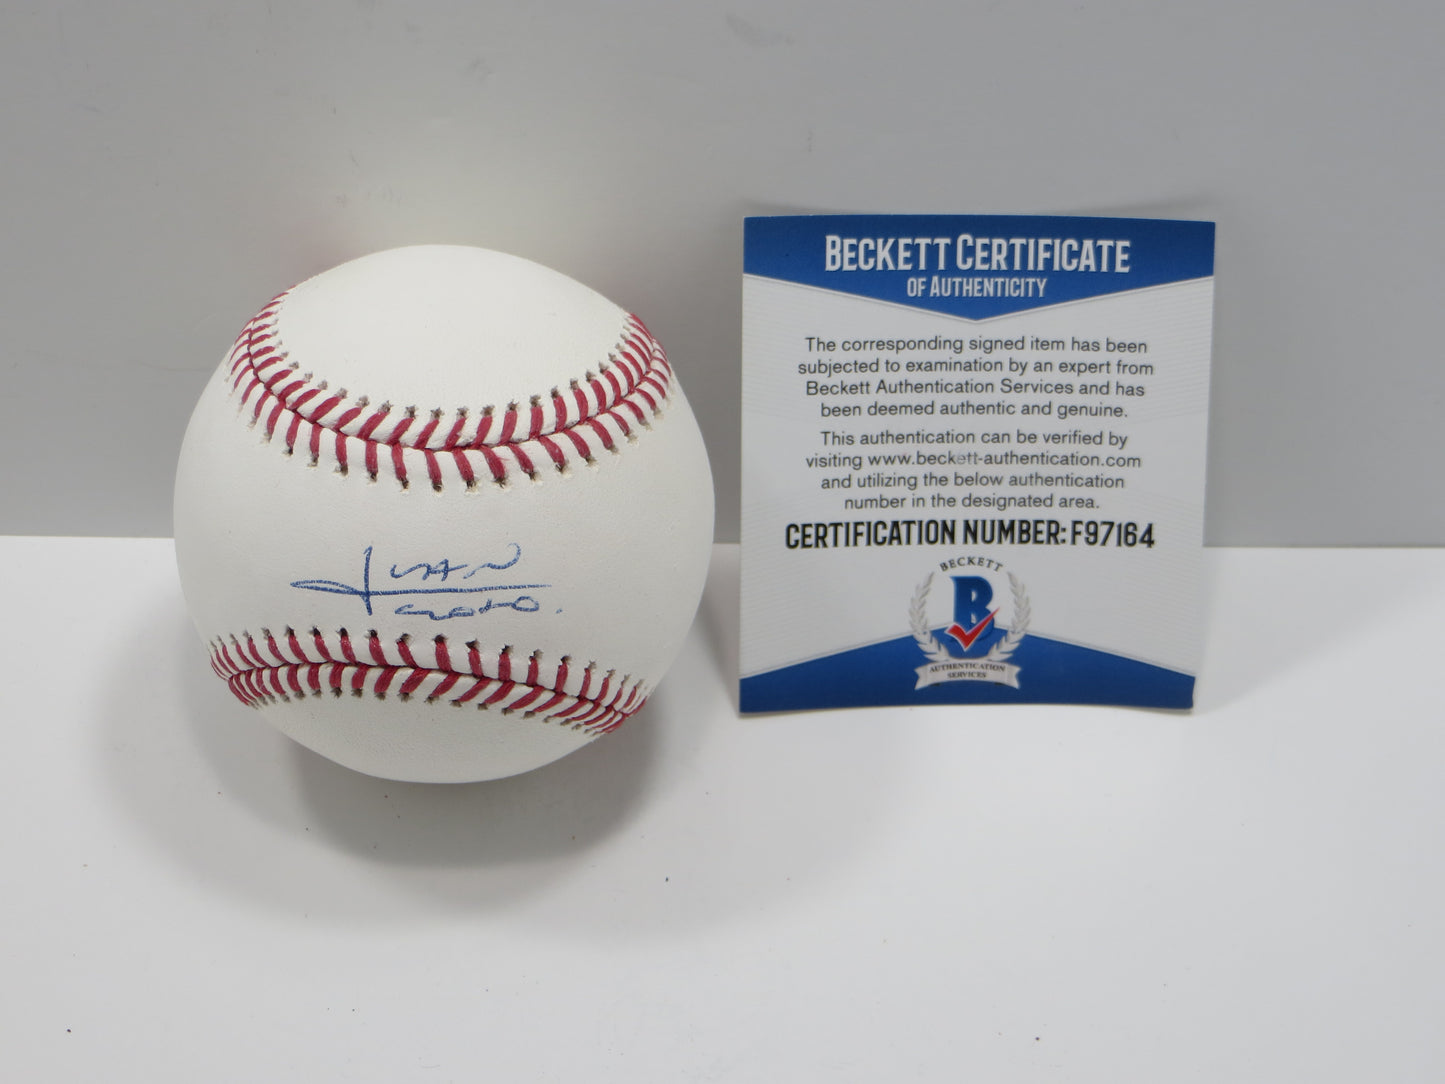 JUAN
SOTO.
BECKETT CERTIFICATE
OF AUTHENTICITY
The corresponding signed item has been
subjected to examination by an expert from
Beckett Authentication Services and has
been deemed authentic and genuine.
This authentication can be verified by
visiting www.beckett-authentication.com
and utilizing the below authentication
number in the designated area.
CERTIFICATION NUMBER: F97164
BECKETT
B
AUTHENTICATION
SERVICES